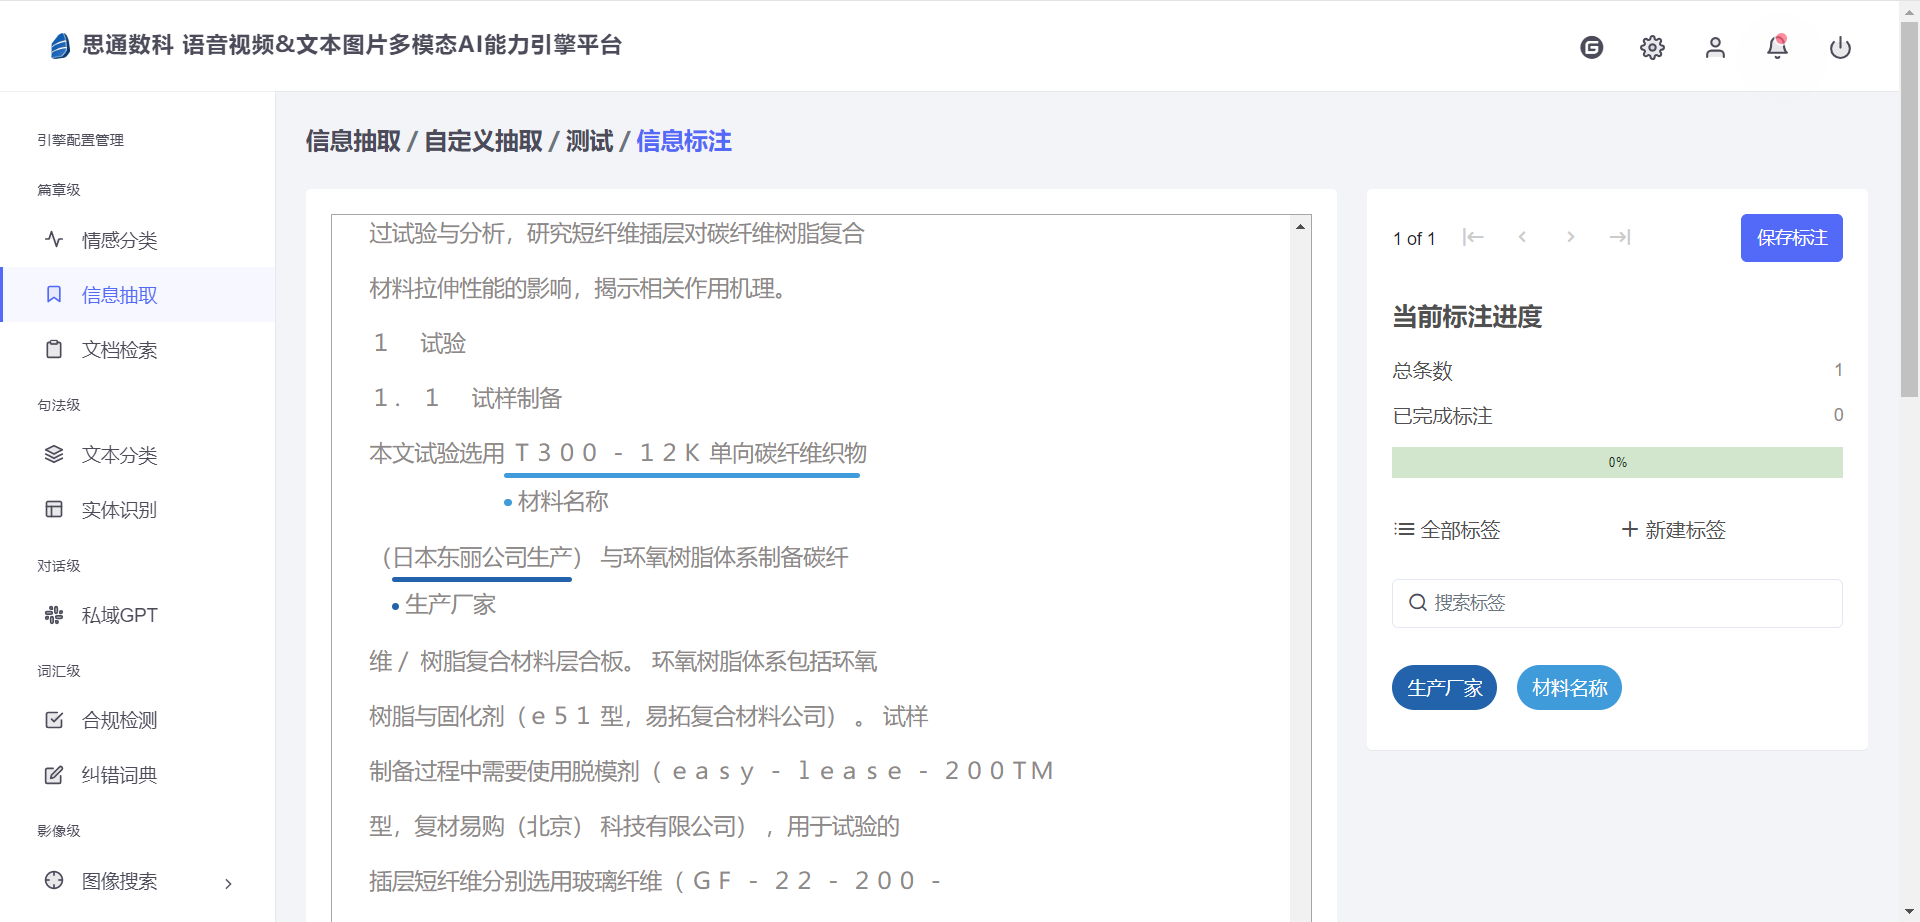 思通数科 语音视频&文本图片多模态AI能力引擎平台
引擎配置管理
篇章级
情感分类
信息抽取
文档检索
句法级
文本分类
实体识别
对话级
私域GPT
词汇级
合规检测
纠错词典
影像级
图像搜索
信息抽取 / 自定义抽取 / 测试 / 信息标注
过试验与分析，研究短纤维插层对碳纤维树脂复合
材料拉伸性能的影响，揭示相关作用机理。
１　试验
１．１　试样制备
本文试验选用Ｔ３００－１２Ｋ单向碳纤维织物
材料名称
（日本东丽公司生产） 与环氧树脂体系制备碳纤
生产厂家
维／ 树脂复合材料层合板。 环氧树脂体系包括环氧
树脂与固化剂（ｅ５１型，易拓复合材料公司） 。 试样
制备过程中需要使用脱模剂（ｅａｓｙ－ｌｅａｓｅ－２００ＴＭ
型，复材易购（北京） 科技有限公司） ，用于试验的
插层短纤维分别选用玻璃纤维（ＧＦ－２２－２００－
1 of 1
保存标注
当前标注进度
总条数 1
已完成标注 0
0%
全部标签
新建标签
搜索标签
生产厂家
材料名称